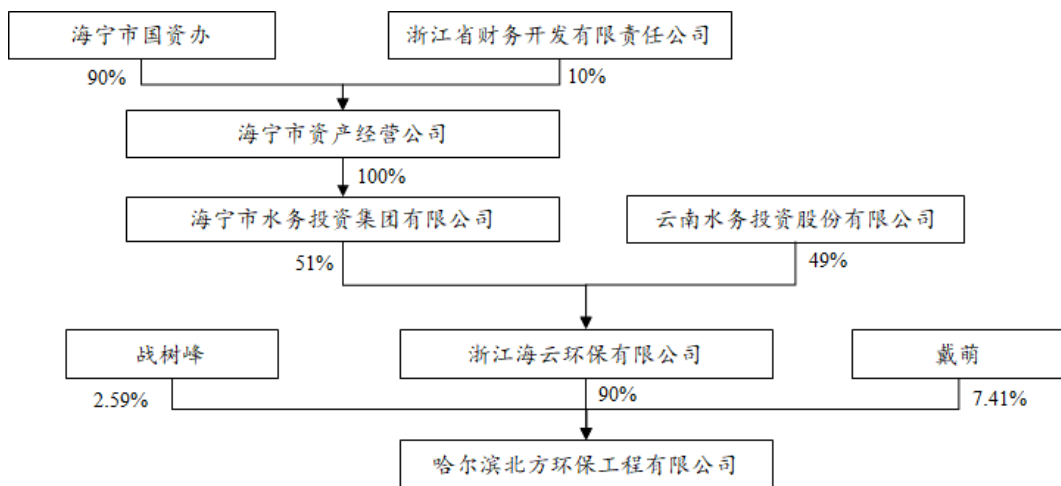 海宁市国资办
浙江省财务开发有限责任公司
90%
10%
海宁市资产经营公司
100%
海宁市水务投资集团有限公司
云南水务投资股份有限公司
51%
49%
战树峰
浙江海云环保有限公司
戴萌
2.59%
90%
7.41%
哈尔滨北方环保工程有限公司